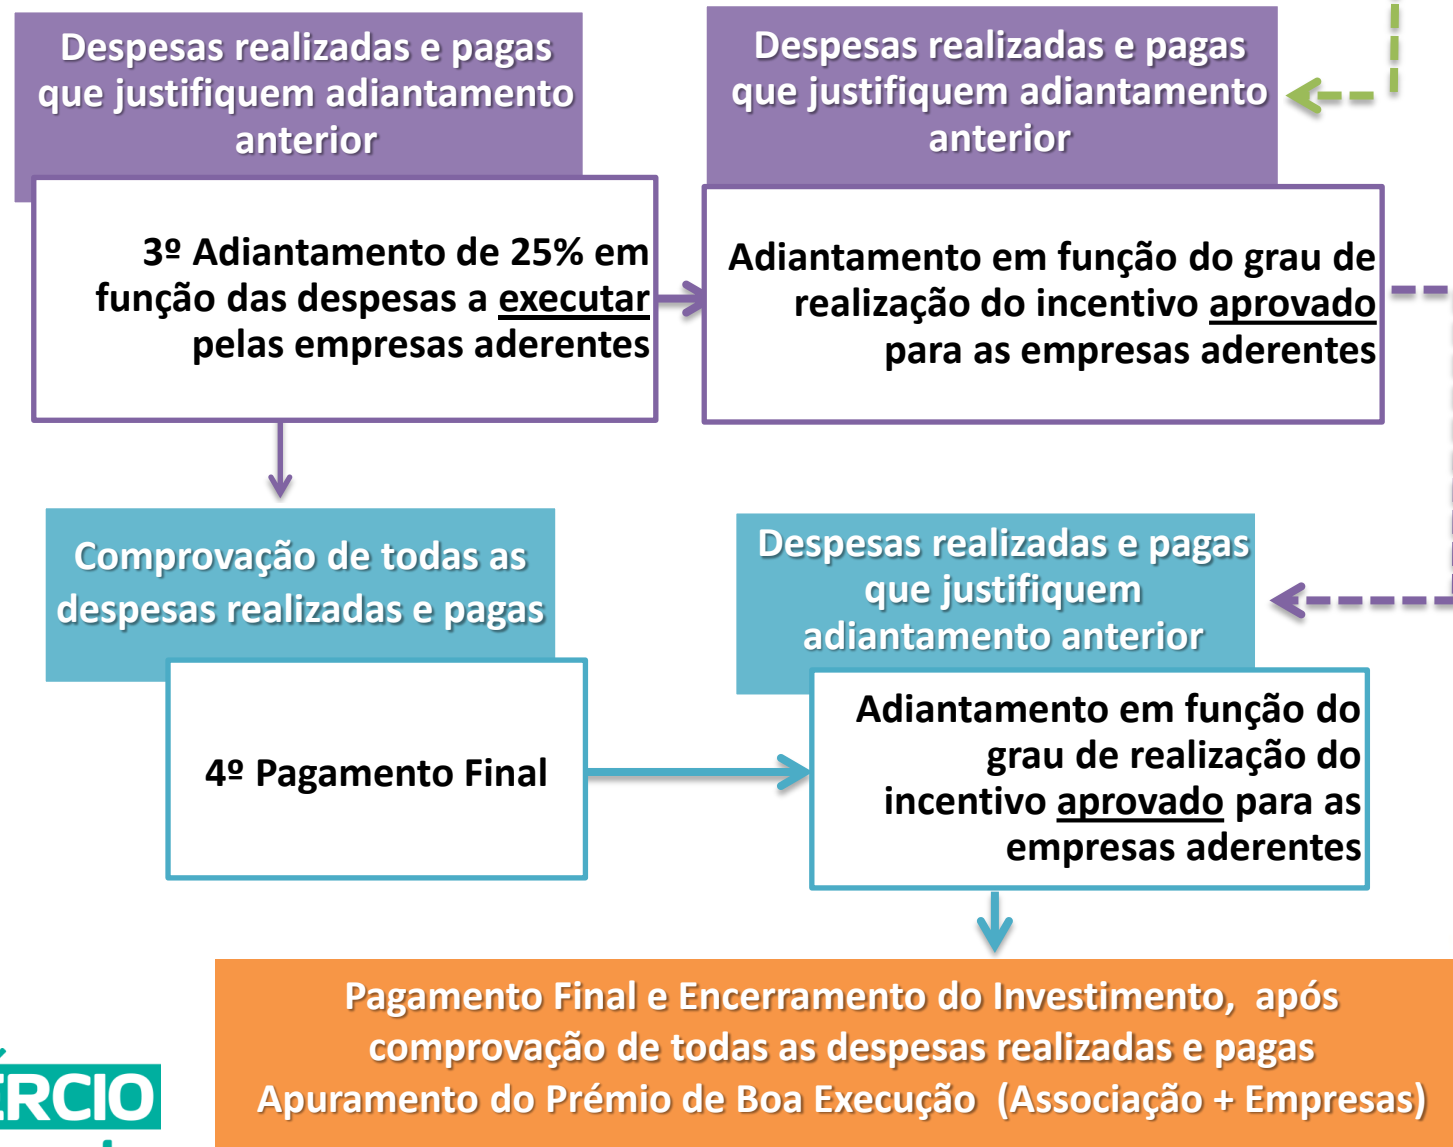 Despesas realizadas e pagas
que justifiquem adiantamento
anterior
3º Adiantamento de 25% em
função das despesas a executar
pelas empresas aderentes
Despesas realizadas e pagas
que justifiquem adiantamento
anterior
Adiantamento em função do grau de
realização do incentivo aprovado
para as empresas aderentes
Comprovação de todas as
despesas realizadas e pagas
4º Pagamento Final
Despesas realizadas e pagas
que justifiquem
adiantamento anterior
Adiantamento em função do
grau de realização do
incentivo aprovado para as
empresas aderentes
Pagamento Final e Encerramento do Investimento, após
comprovação de todas as despesas realizadas e pagas
Apuramento do Prémio de Boa Execução (Associação + Empresas)
ÉRCIO